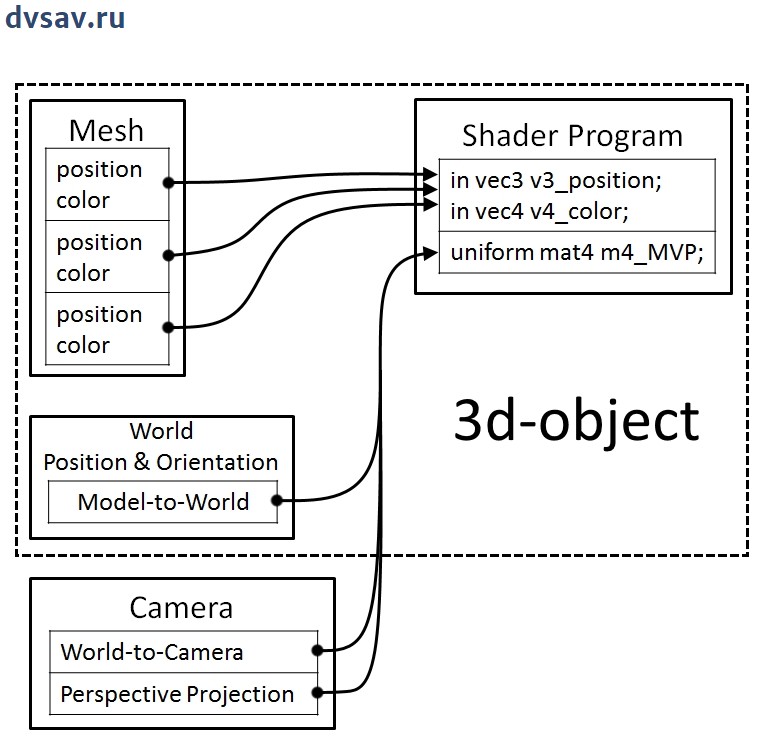 dvsav.ru
Mesh
position
color
position
color
position
color
Shader Program
in vec3 v3_position;
in vec4 v4_color;
uniform mat4 m4_MVP;
3d-object
World
Position & Orientation
Model-to-World
Camera
World-to-Camera
Perspective Projection